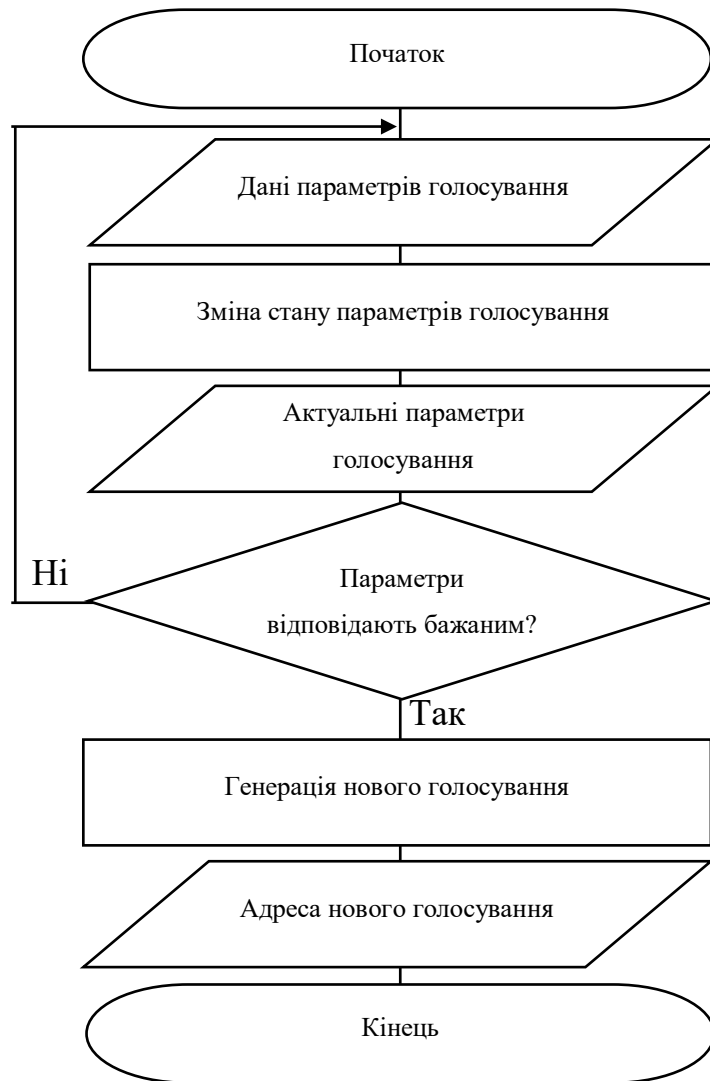 Початок
Дані параметрів голосування
Зміна стану параметрів голосування
Актуальні параметри
голосування
Ні
Параметри
відповідають бажаним?
Так
Генерація нового голосування
Адреса нового голосування
Кінець